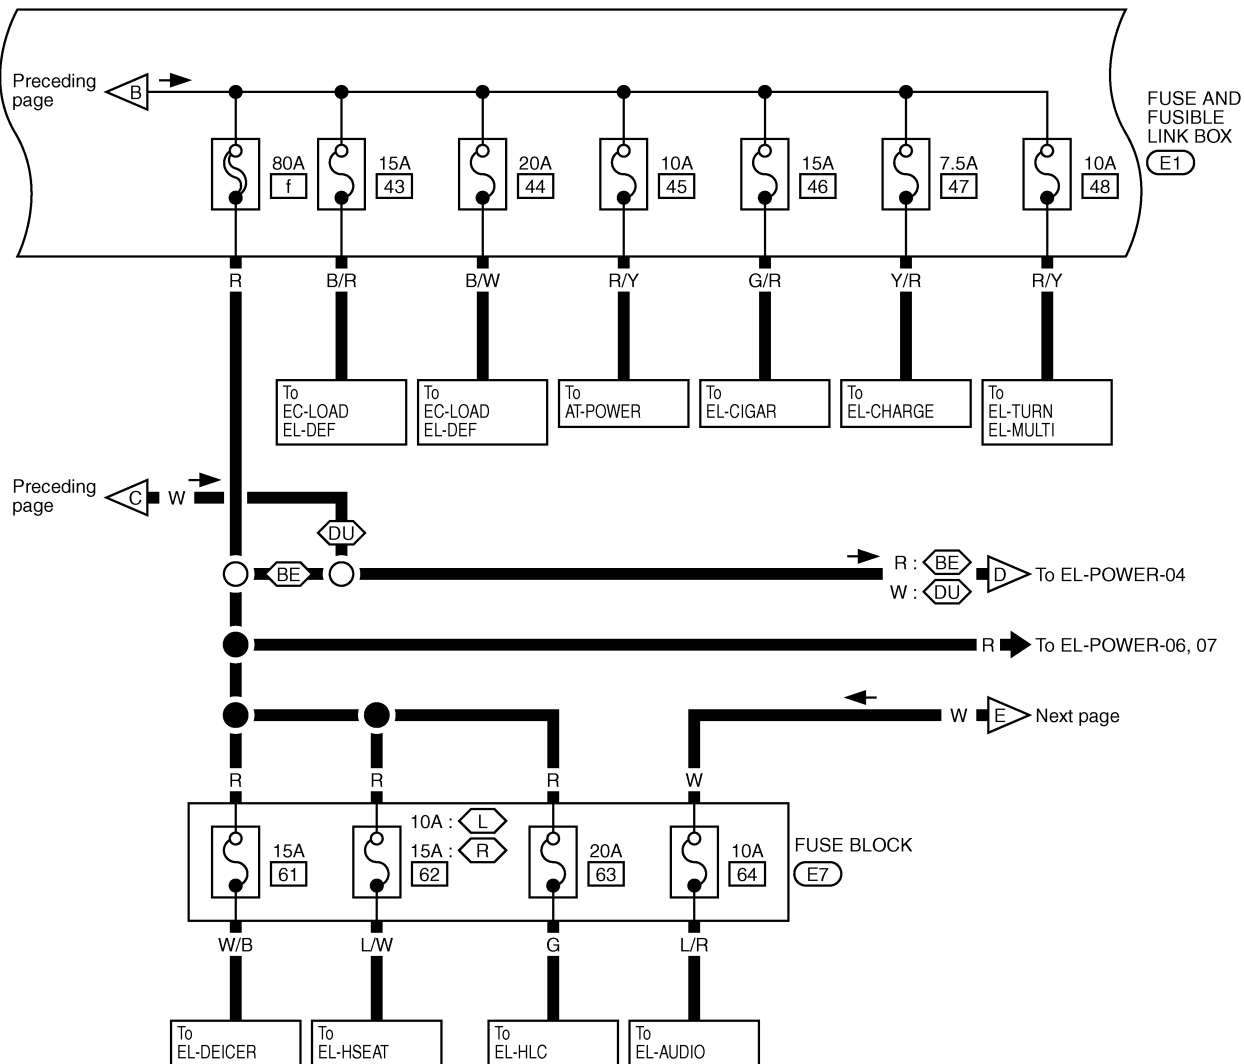 Preceding
page
B
FUSE AND
FUSIBLE
LINK BOX
E1
80A
f
15A
43
20A
44
10A
45
15A
46
7.5A
47
10A
48
R
B/R
B/W
R/Y
G/R
Y/R
R/Y
To
EC-LOAD
EL-DEF
To
EC-LOAD
EL-DEF
To
AT-POWER
To
EL-CIGAR
To
EL-CHARGE
To
EL-TURN
EL-MULTI
Preceding
page
C
W
DU
BE
R : BE
W : DU
D
To EL-POWER-04
R
To EL-POWER-06, 07
W
E
Next page
R
R
R
W
15A
61
10A : L
15A : R
62
20A
63
10A
64
FUSE BLOCK
E7
W/B
L/W
G
L/R
To
EL-DEICER
To
EL-HSEAT
To
EL-HLC
To
EL-AUDIO